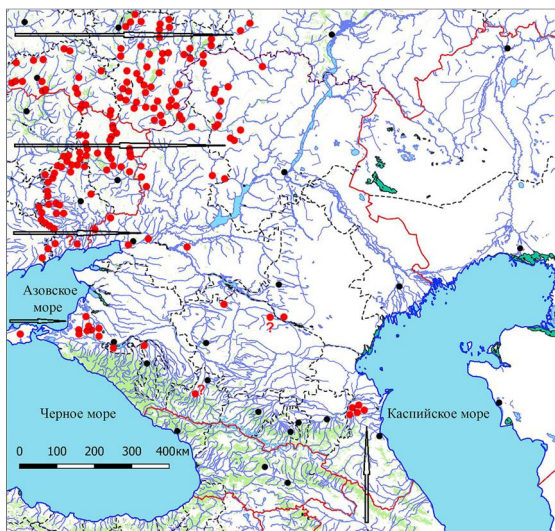 ? ?
Азовское
море
?
?
Черное море
Каспийское море
0 100 200 300 400км